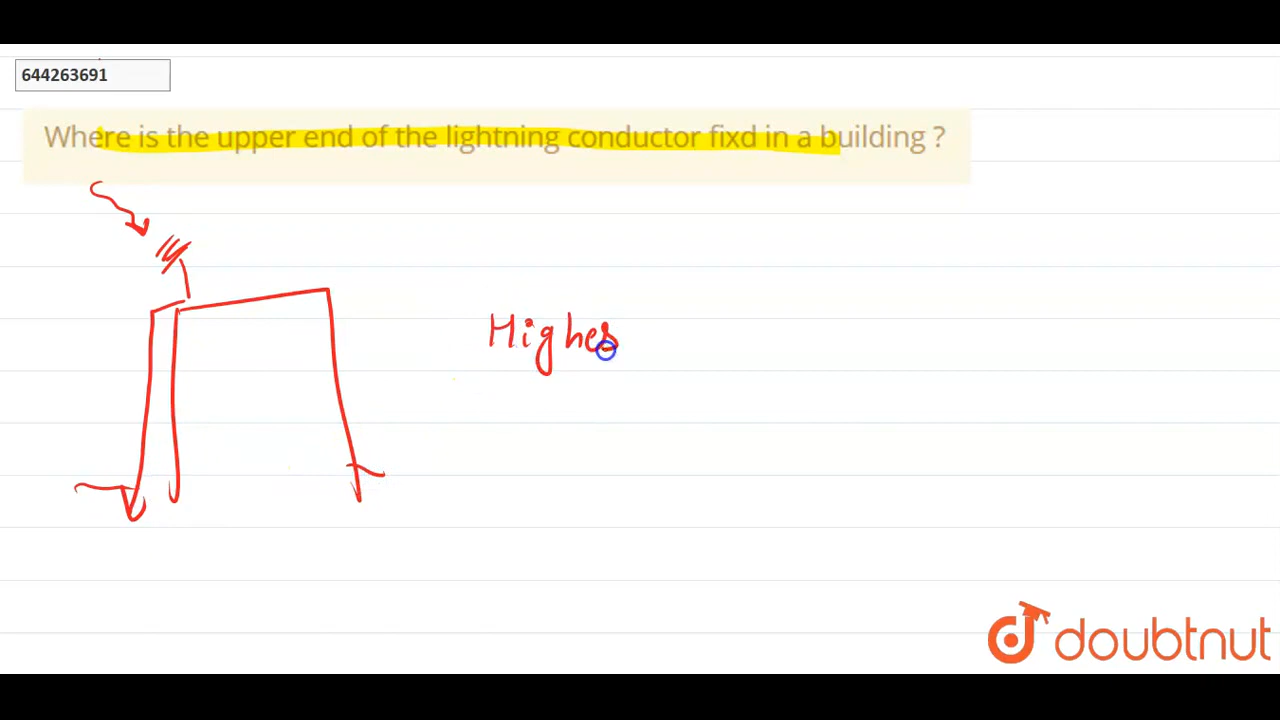 644263691
Where is the upper end of the lightning conductor fixd in a building ?
Highes
doubtnut